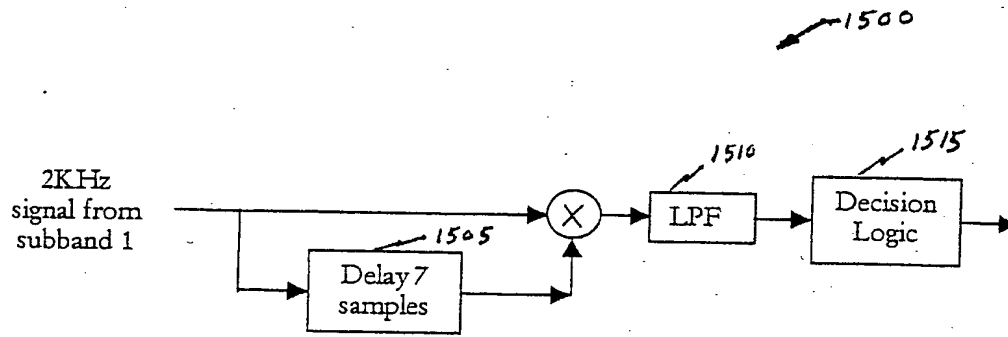 1500
2KHz
signal from
subband 1
1505
Delay 7
samples
X
1510
LPF
1515
Decision
Logic